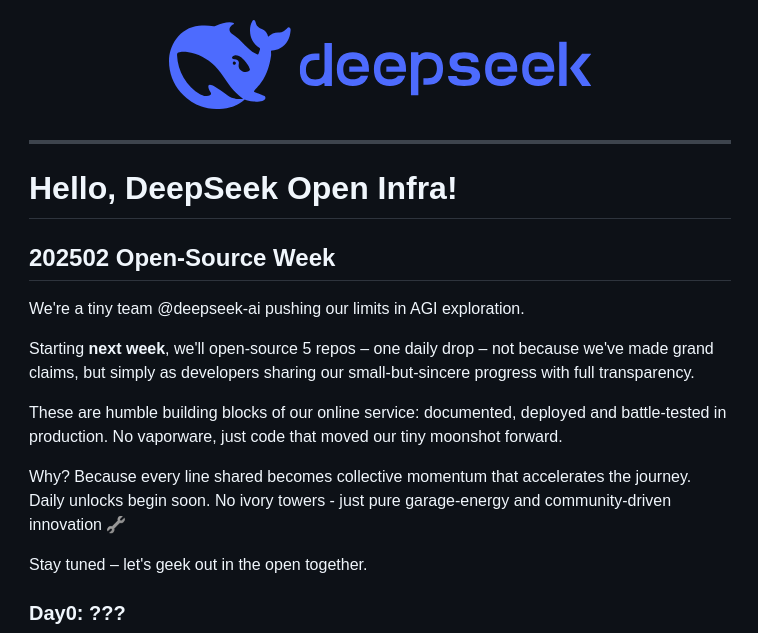 deepseek
Hello, DeepSeek Open Infra!
202502 Open-Source Week
We're a tiny team @deepseek-ai pushing our limits in AGI exploration.
Starting next week, we'll open-source 5 repos – one daily drop – not because we've made grand
claims, but simply as developers sharing our small-but-sincere progress with full transparency.
These are humble building blocks of our online service: documented, deployed and battle-tested in
production. No vaporware, just code that moved our tiny moonshot forward.
Why? Because every line shared becomes collective momentum that accelerates the journey.
Daily unlocks begin soon. No ivory towers - just pure garage-energy and community-driven
innovation 🔧
Stay tuned – let's geek out in the open together.
Day0: ???